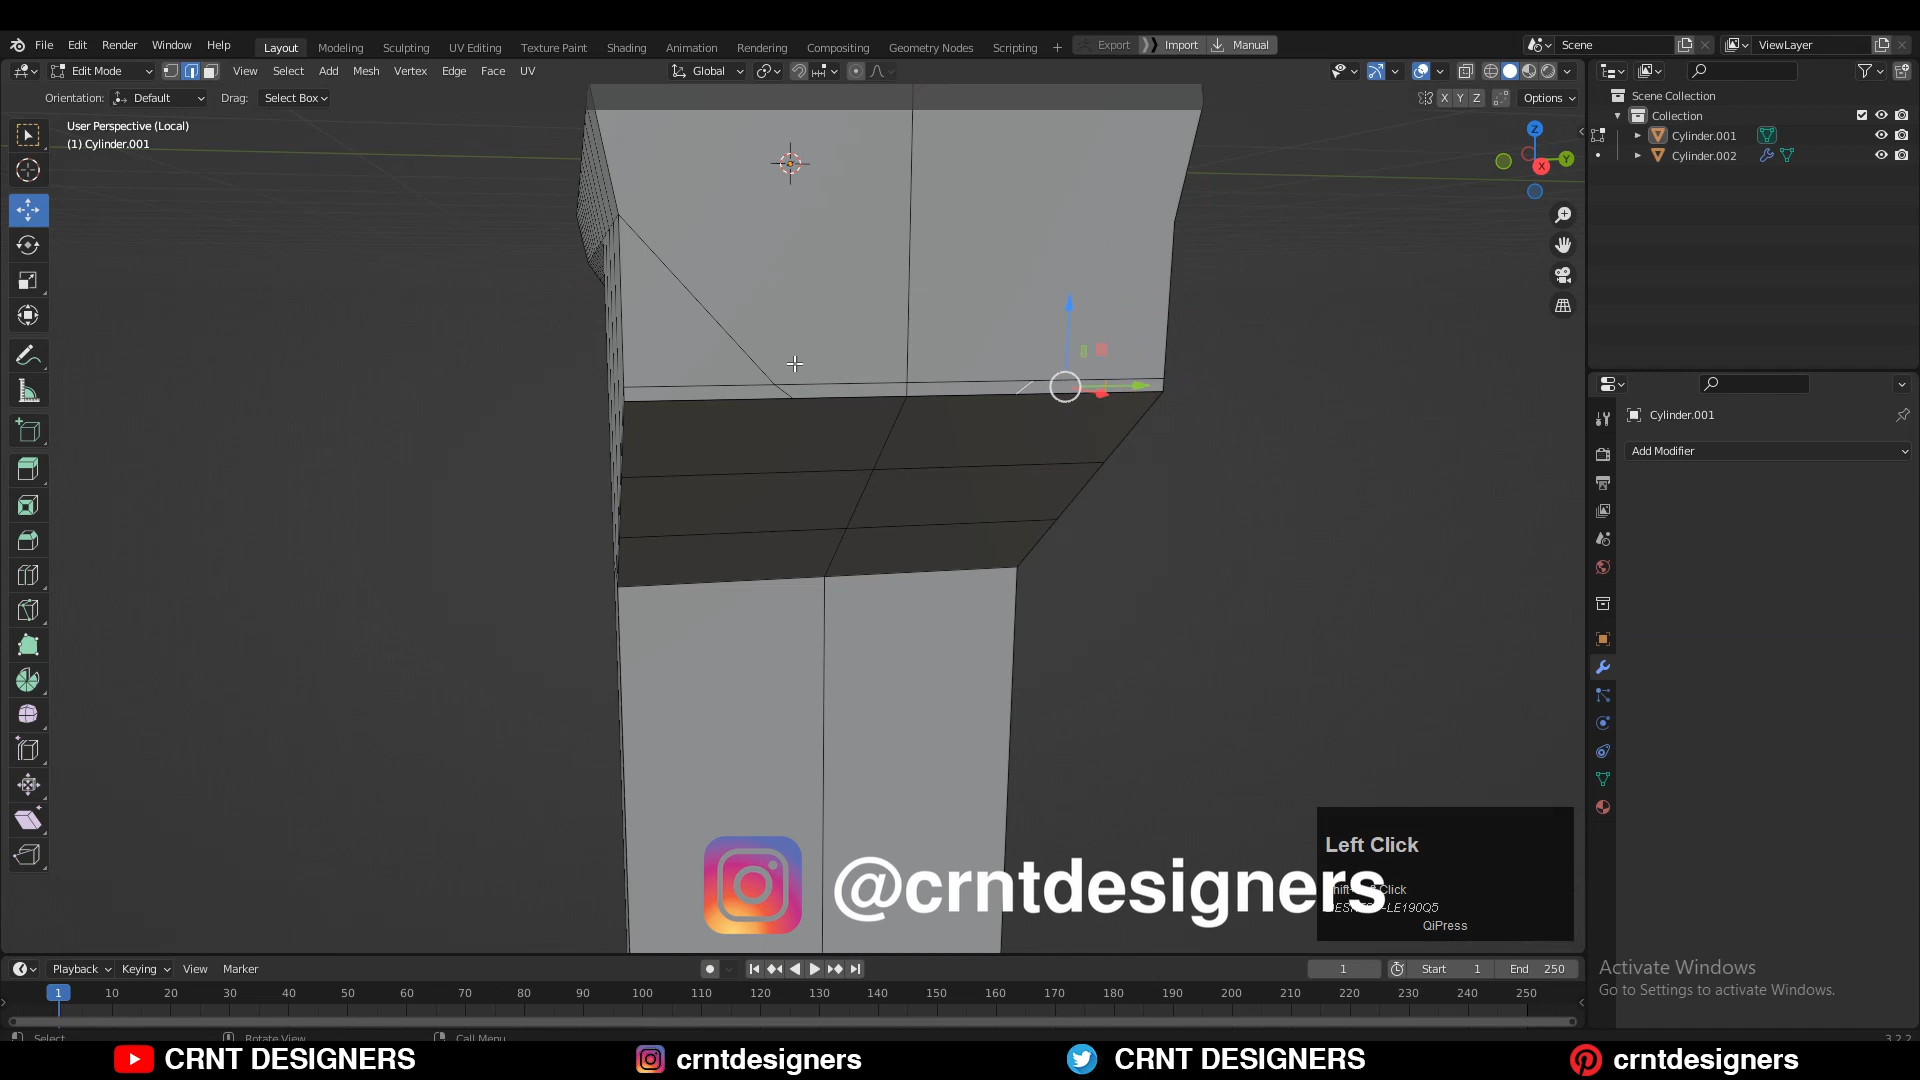 File Edit Render Window Help Layout Modeling Sculpting UV Editing Texture Paint Shading Animation Rendering Compositing Geometry Nodes Scripting + Export Import Manual Scene ViewLayer
Edit Mode View Select Add Mesh Vertex Edge Face UV Global
Orientation: Default Drag: Select Box X Y Z Options
User Perspective (Local)
(1) Cylinder.001
Z
Y
X
Scene Collection
Collection
Cylinder.001
Cylinder.002
Cylinder.001
Add Modifier
Left Click
@crntdesigners
QiPress
Activate Windows
Go to Settings to activate Windows.
Playback Keying View Marker 1 Start 1 End 250
1 10 20 30 40 50 60 70 80 90 100 110 120 130 140 150 160 170 180 190 200 210 220 230 240 250
Select Rotate View Call Menu 3.2.2
CRNT DESIGNERS crntdesigners CRNT DESIGNERS crntdesigners